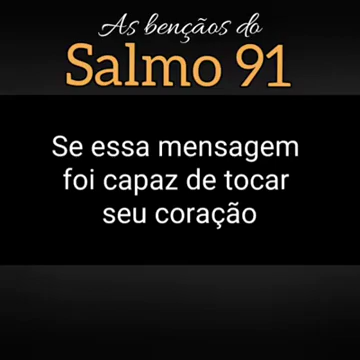 As bençãos do
Salmo 91
Se essa mensagem
foi capaz de tocar
seu coração